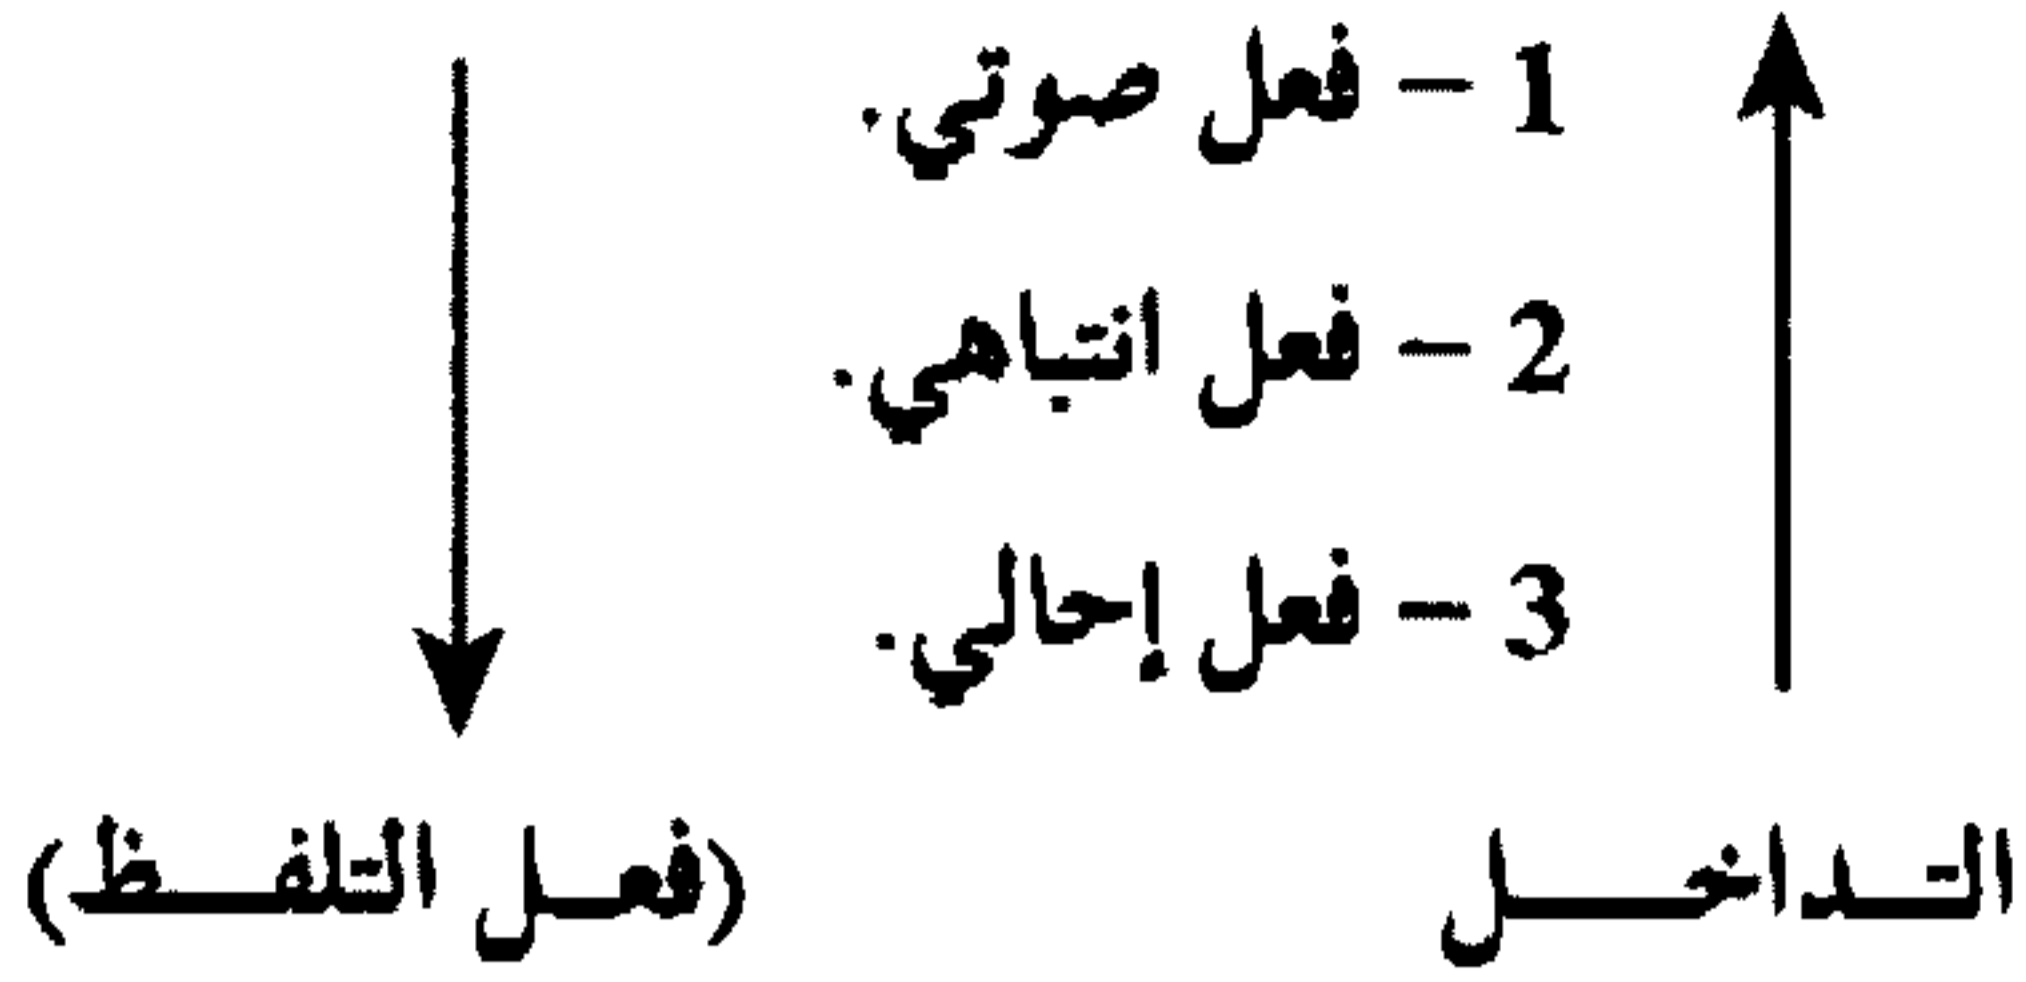 1 – فعل صوتي.
2 – فعل انتباهي.
3 – فعل إحالي.
التداخل (فعل التلفظ)